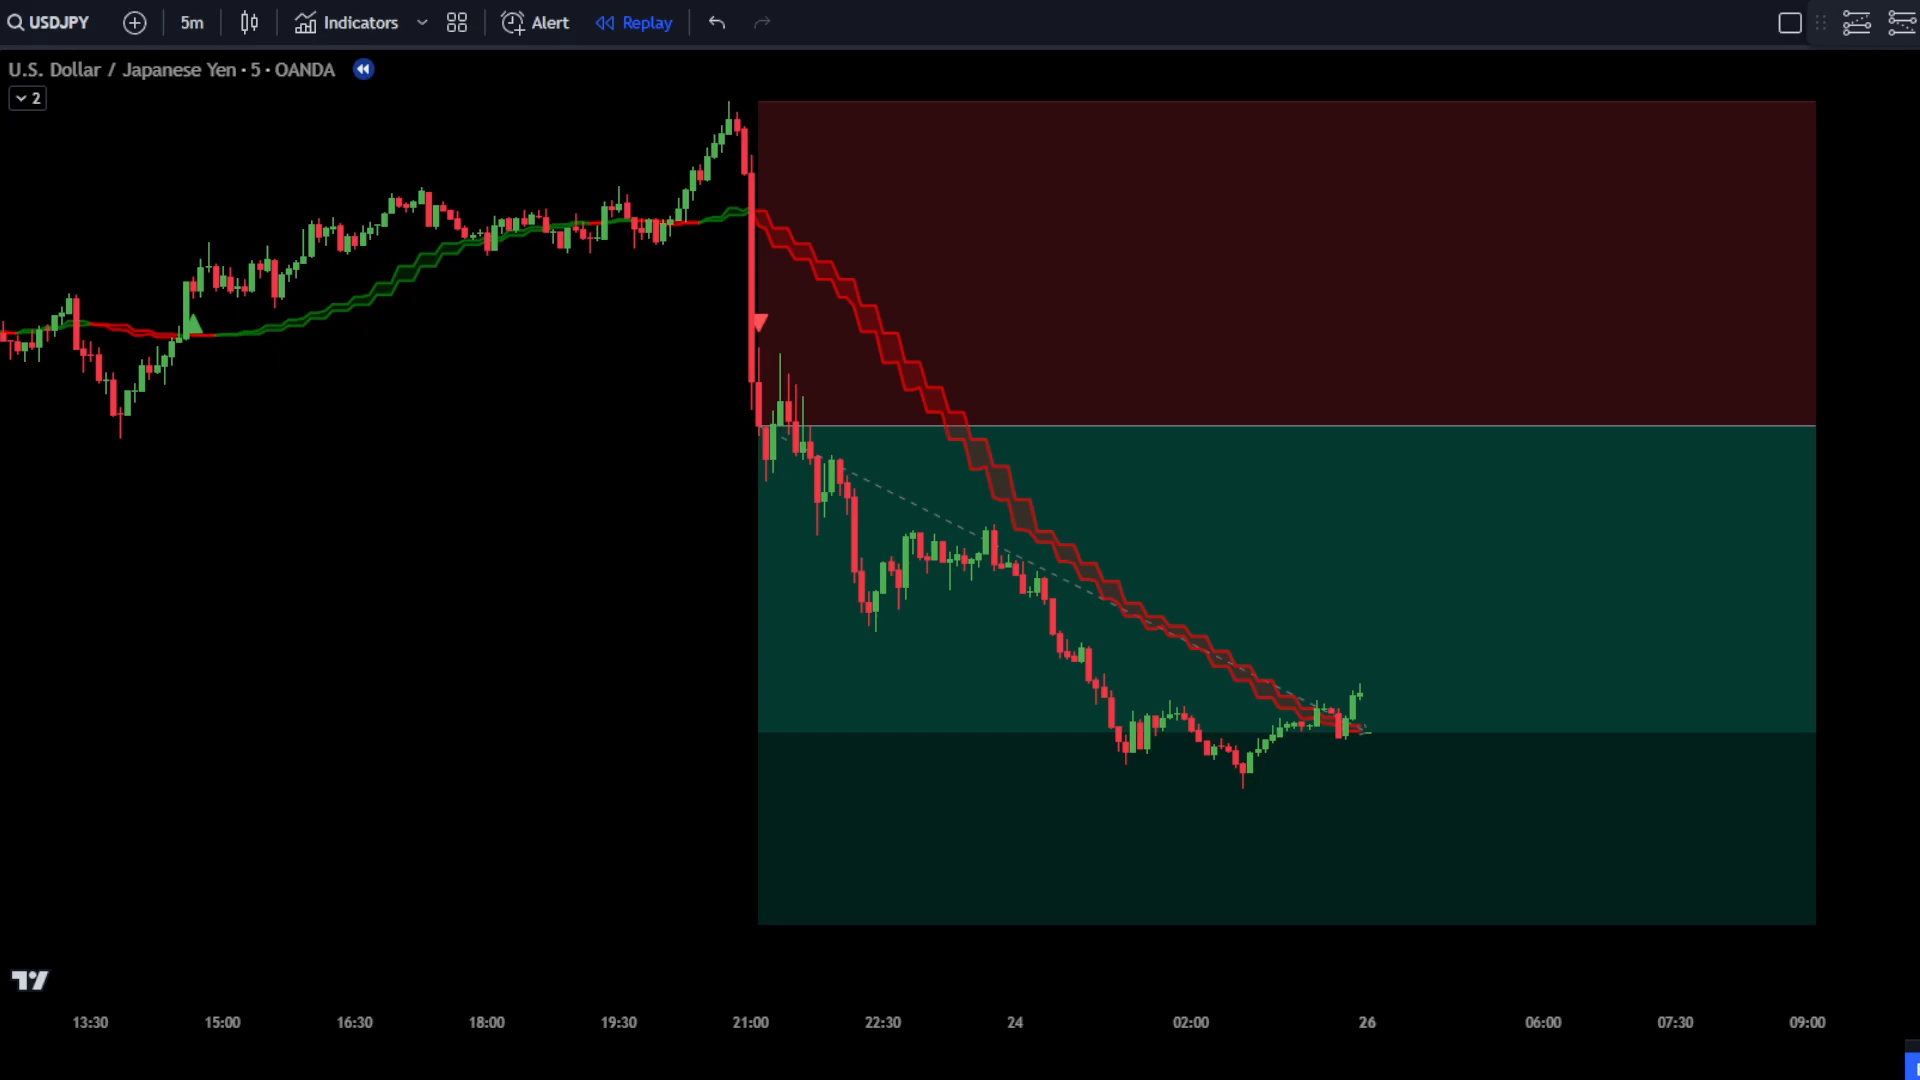 USDJPY 5m Indicators Alert Replay
U.S. Dollar / Japanese Yen · 5 · OANDA
2
13:30 15:00 16:30 18:00 19:30 21:00 22:30 24 02:00 26 06:00 07:30 09:00